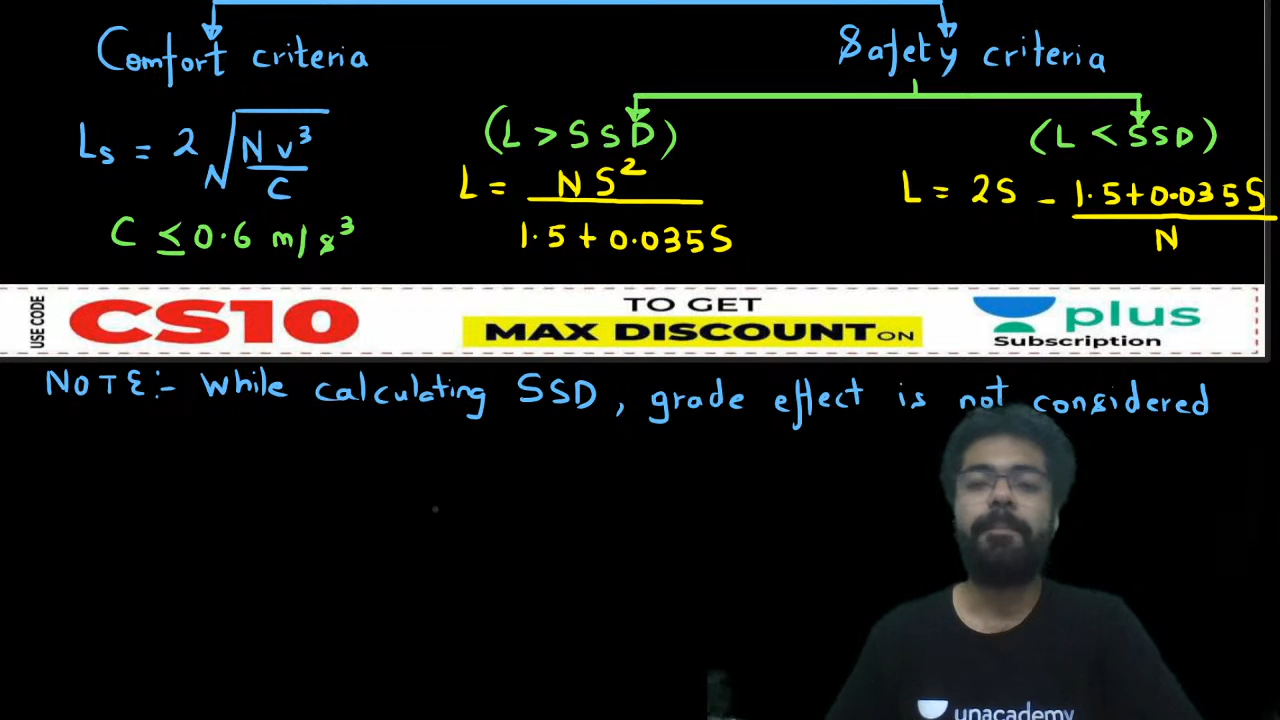 Comfort criteria
Safety criteria
Ls = 2 √(N v³ / C)
C ≤ 0.6 m/s³
(L > SSD)
L = N S² / 1.5 + 0.035S
(L < SSD)
L = 2S - 1.5+0.035S / N
USE CODE
CS10
TO GET
MAX DISCOUNT ON
plus
Subscription
NOTE:- While calculating SSD, grade effect is not considered
unacademy